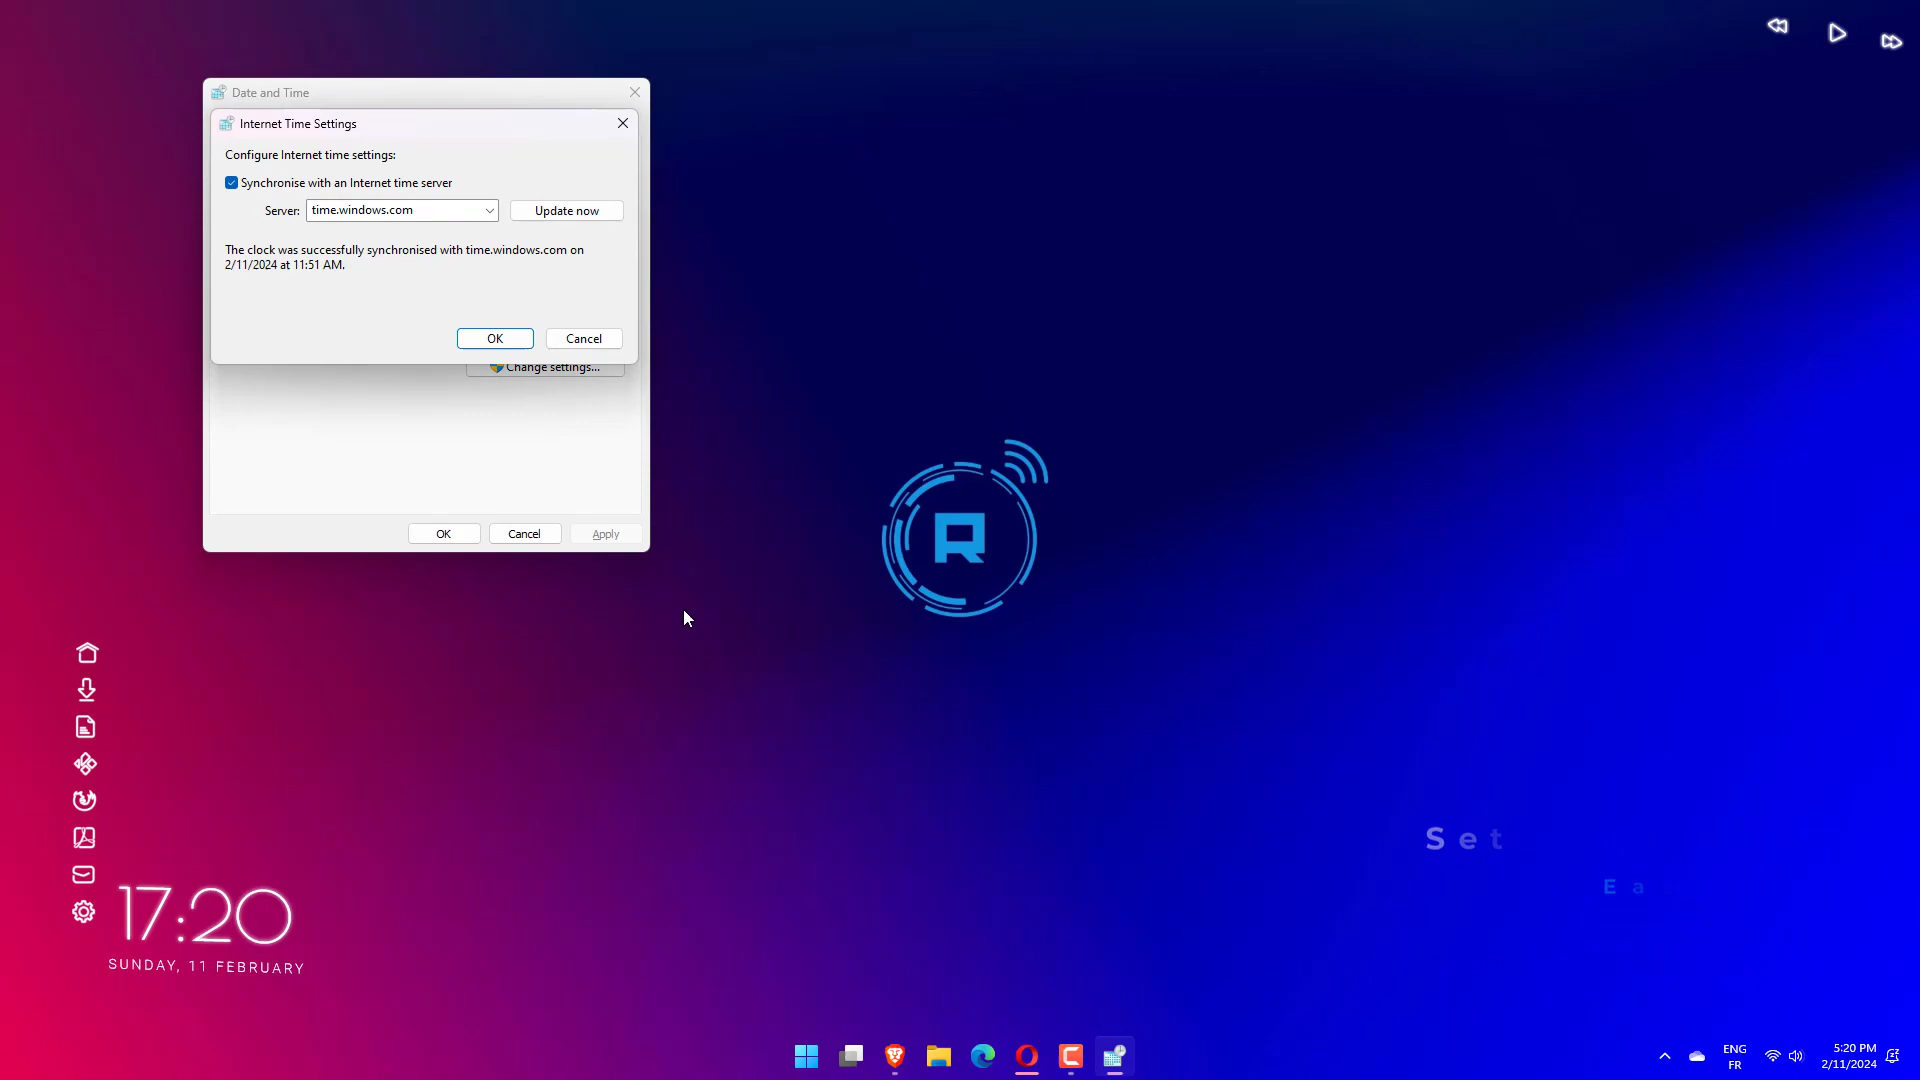 Date and Time
Internet Time Settings
Configure Internet time settings:
Synchronise with an Internet time server
Server: time.windows.com Update now
The clock was successfully synchronised with time.windows.com on
2/11/2024 at 11:51 AM.
OK Cancel
Change settings...
OK Cancel Apply
R
Set
Ea
17:20
SUNDAY, 11 FEBRUARY
ENG
FR
5:20 PM
2/11/2024